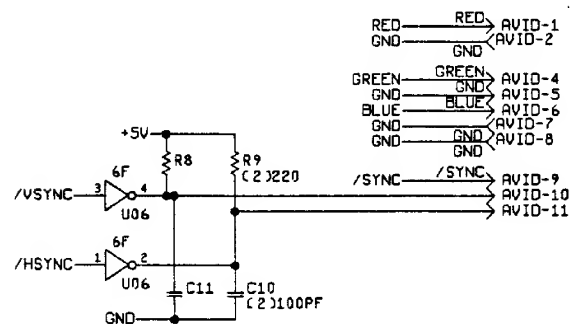 RED RED AVID-1
GND AVID-2
GND
GREEN GREEN AVID-4
GND GND AVID-5
BLUE BLUE AVID-6
GND AVID-7
GND GND AVID-8
GND
+5V
R8 R9
(2)220
/SYNC /SYNC AVID-9
6F
/VSYNC 3 4 AVID-10
U06
AVID-11
6F
/HSYNC 1 2
U06
C11 C10
(2)100PF
GND